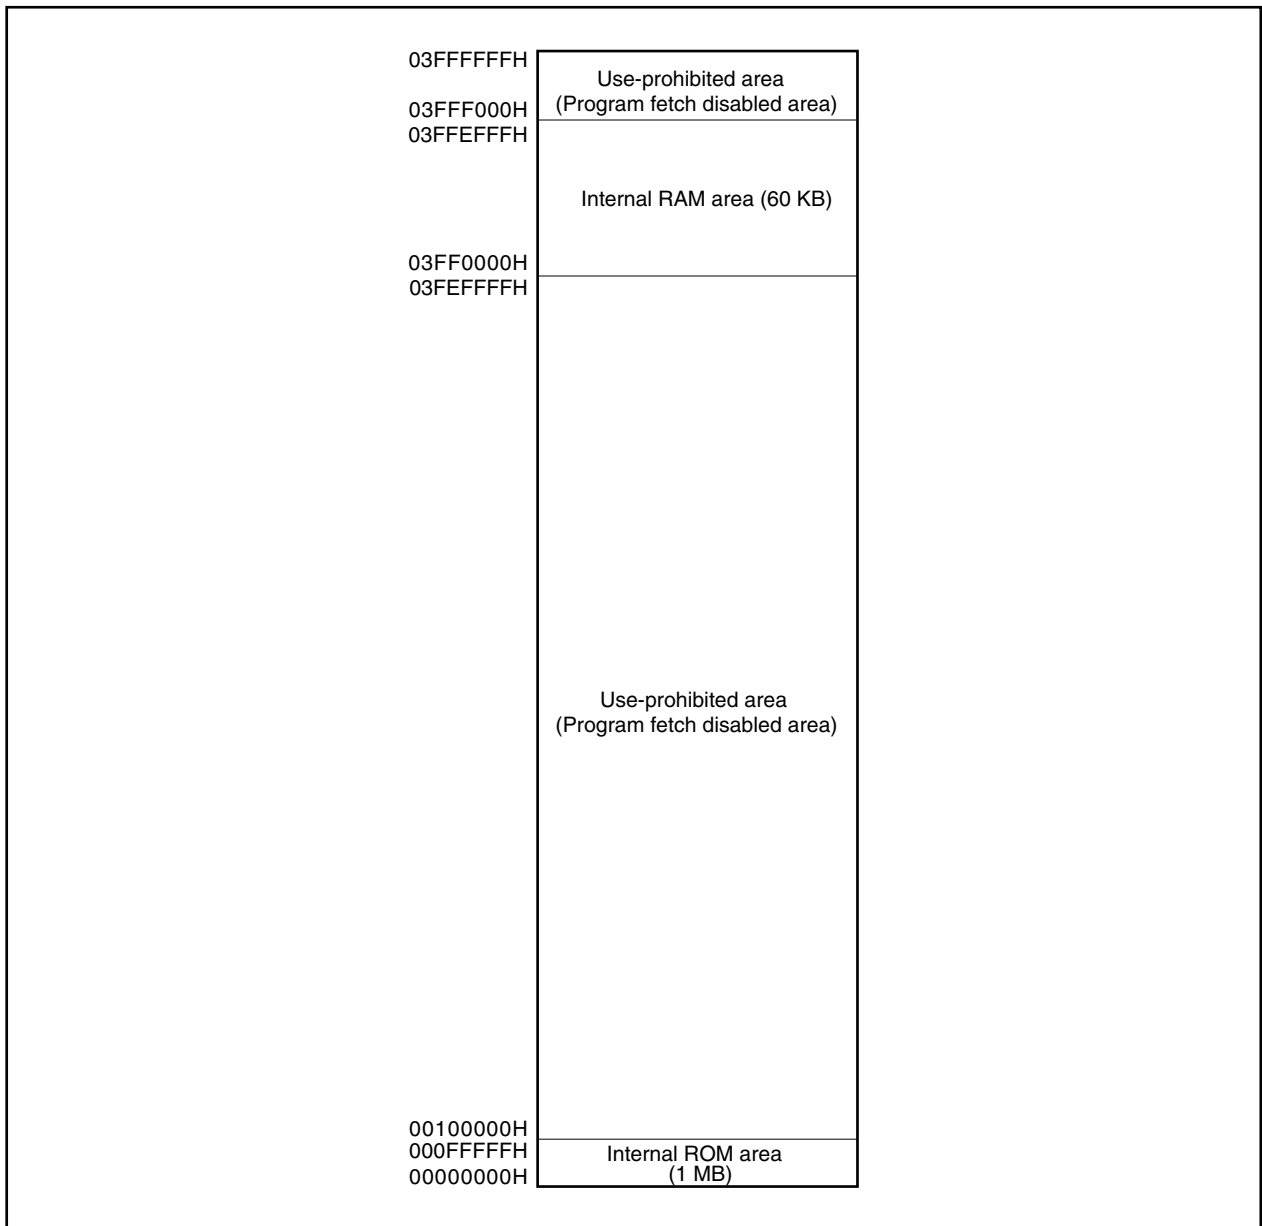 03FFFFFFH
Use-prohibited area
(Program fetch disabled area)
03FFF000H
03FFEFFFH
Internal RAM area (60 KB)
03FF0000H
03FEFFFFH
Use-prohibited area
(Program fetch disabled area)
00100000H
000FFFFFH
Internal ROM area
(1 MB)
00000000H